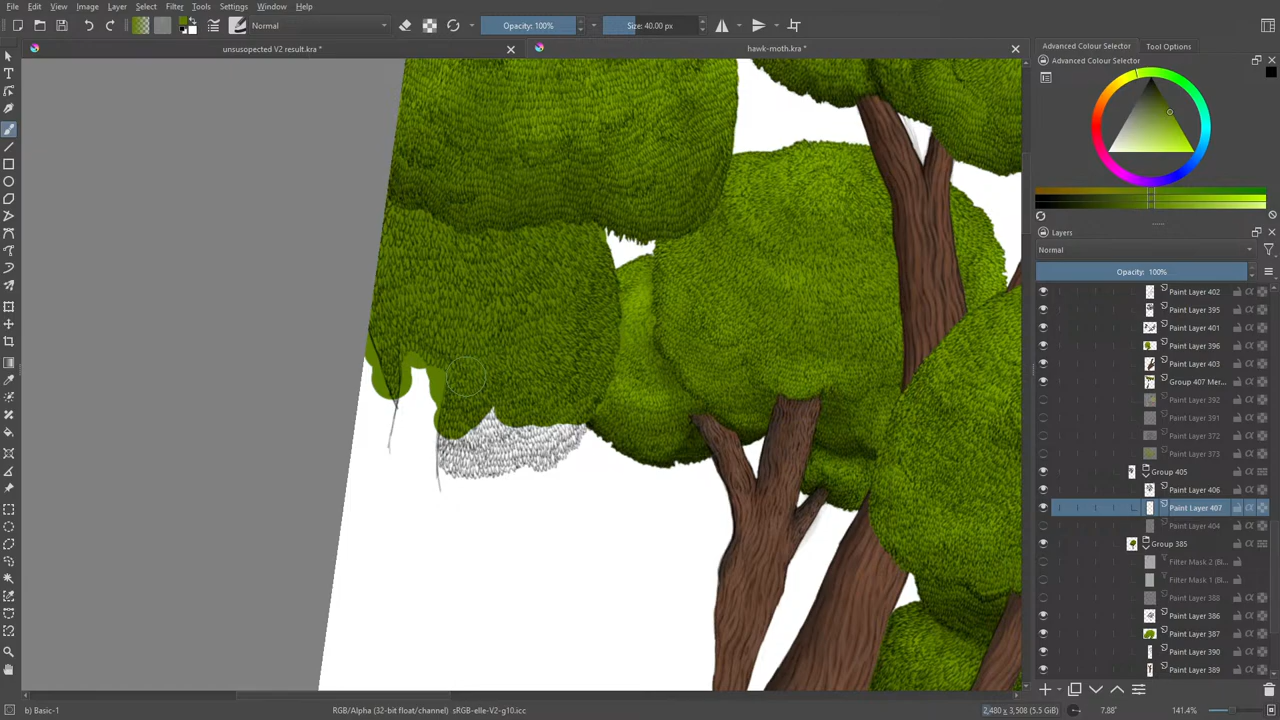 File Edit View Image Layer Select Filter Tools Settings Window Help
Normal
Opacity: 100%
Size: 40.00 px
unsusopected V2 result.kra *
hawk-moth.kra *
Advanced Colour Selector
Tool Options
Advanced Colour Selector
Layers
Normal
Opacity: 100%
Paint Layer 402
Paint Layer 395
Paint Layer 401
Paint Layer 396
Paint Layer 403
Group 407 Mer...
Paint Layer 392
Paint Layer 391
Paint Layer 372
Paint Layer 373
Group 405
Paint Layer 406
Paint Layer 407
Paint Layer 404
Group 385
Filter Mask 2 (Bl...
Filter Mask 1 (Bl...
Paint Layer 388
Paint Layer 386
Paint Layer 387
Paint Layer 390
Paint Layer 389
b) Basic-1
RGB/Alpha (32-bit float/channel) sRGB-elle-V2-g10.icc
2,480 x 3,508 (5.5 GiB)
7.88°
141.4%